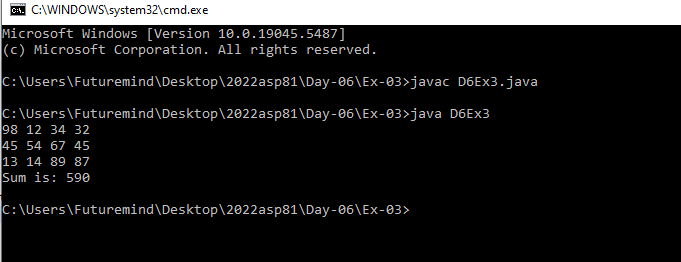 C:\WINDOWS\system32\cmd.exe
Microsoft Windows [Version 10.0.19045.5487]
(c) Microsoft Corporation. All rights reserved.
C:\Users\Futuremind\Desktop\2022asp81\Day-06\Ex-03>javac D6Ex3.java
C:\Users\Futuremind\Desktop\2022asp81\Day-06\Ex-03>java D6Ex3
98 12 34 32
45 54 67 45
13 14 89 87
Sum is: 590
C:\Users\Futuremind\Desktop\2022asp81\Day-06\Ex-03>